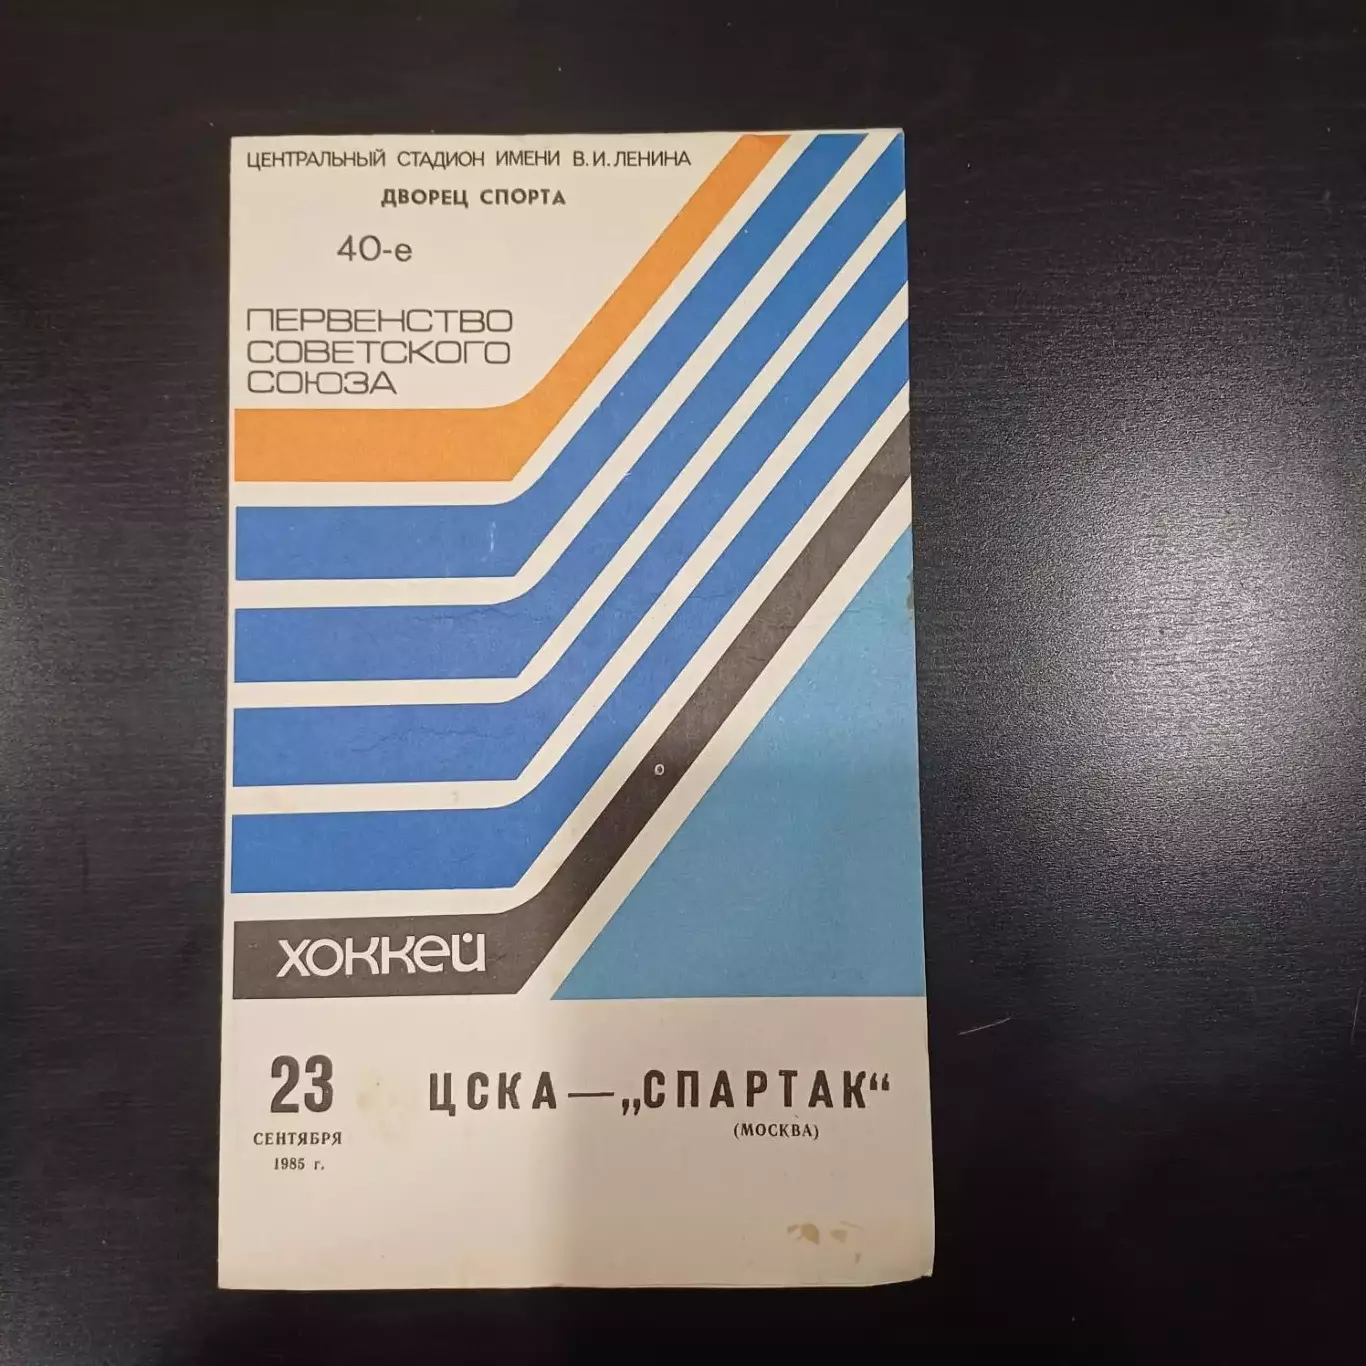 ЦЕНТРАЛЬНЫЙ СТАДИОН ИМЕНИ В.И.ЛЕНИНА
ДВОРЕЦ СПОРТА
40-е
ПЕРВЕНСТВО
СОВЕТСКОГО
СОЮЗА
ХОККЕЙ
23
СЕНТЯБРЯ
1985 г.
ЦСКА — „СПАРТАК“
(МОСКВА)